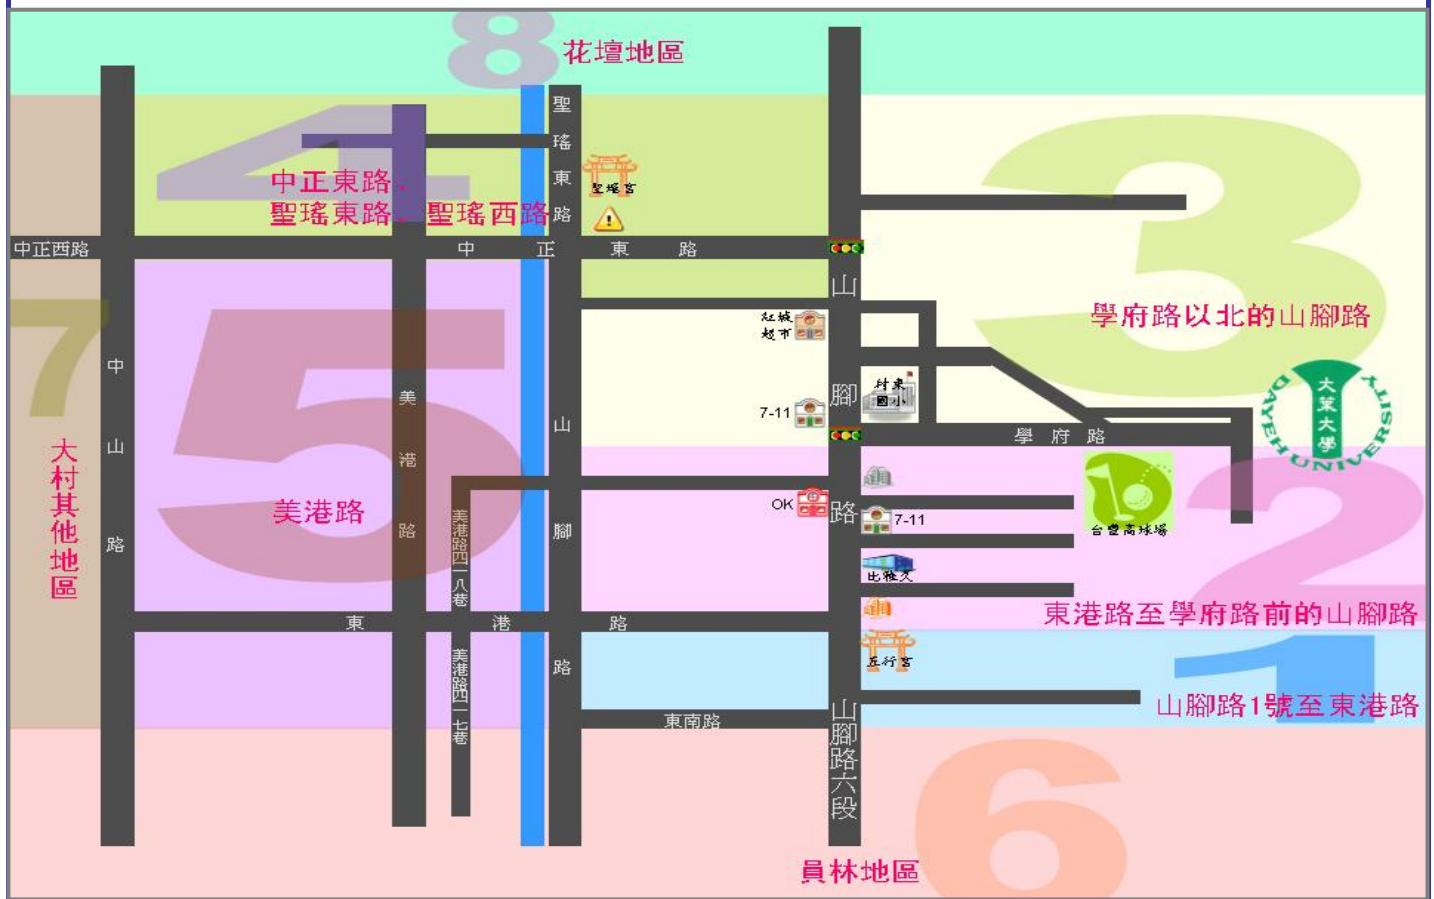 8
花壇地區
聖瑤東路
4
3
中正東路、
聖瑤東路、聖瑤西路
聖瑤宮
中正西路
中正東路
山腳路
7
5
紅城
超市
學府路以北的山腳路
村東
國小
7-11
學府路
DAYEH UNIVERSITY
大葉大學
中山路
美港路
山腳路
大村其他地區
美港路
美港路四一八巷
OK
7-11
台豐高球場
2
比雅久
東港路至學府路前的山腳路
東港路
五行宮
1
美港路四一七巷
山腳路1號至東港路
東南路
山腳路六段
6
員林地區